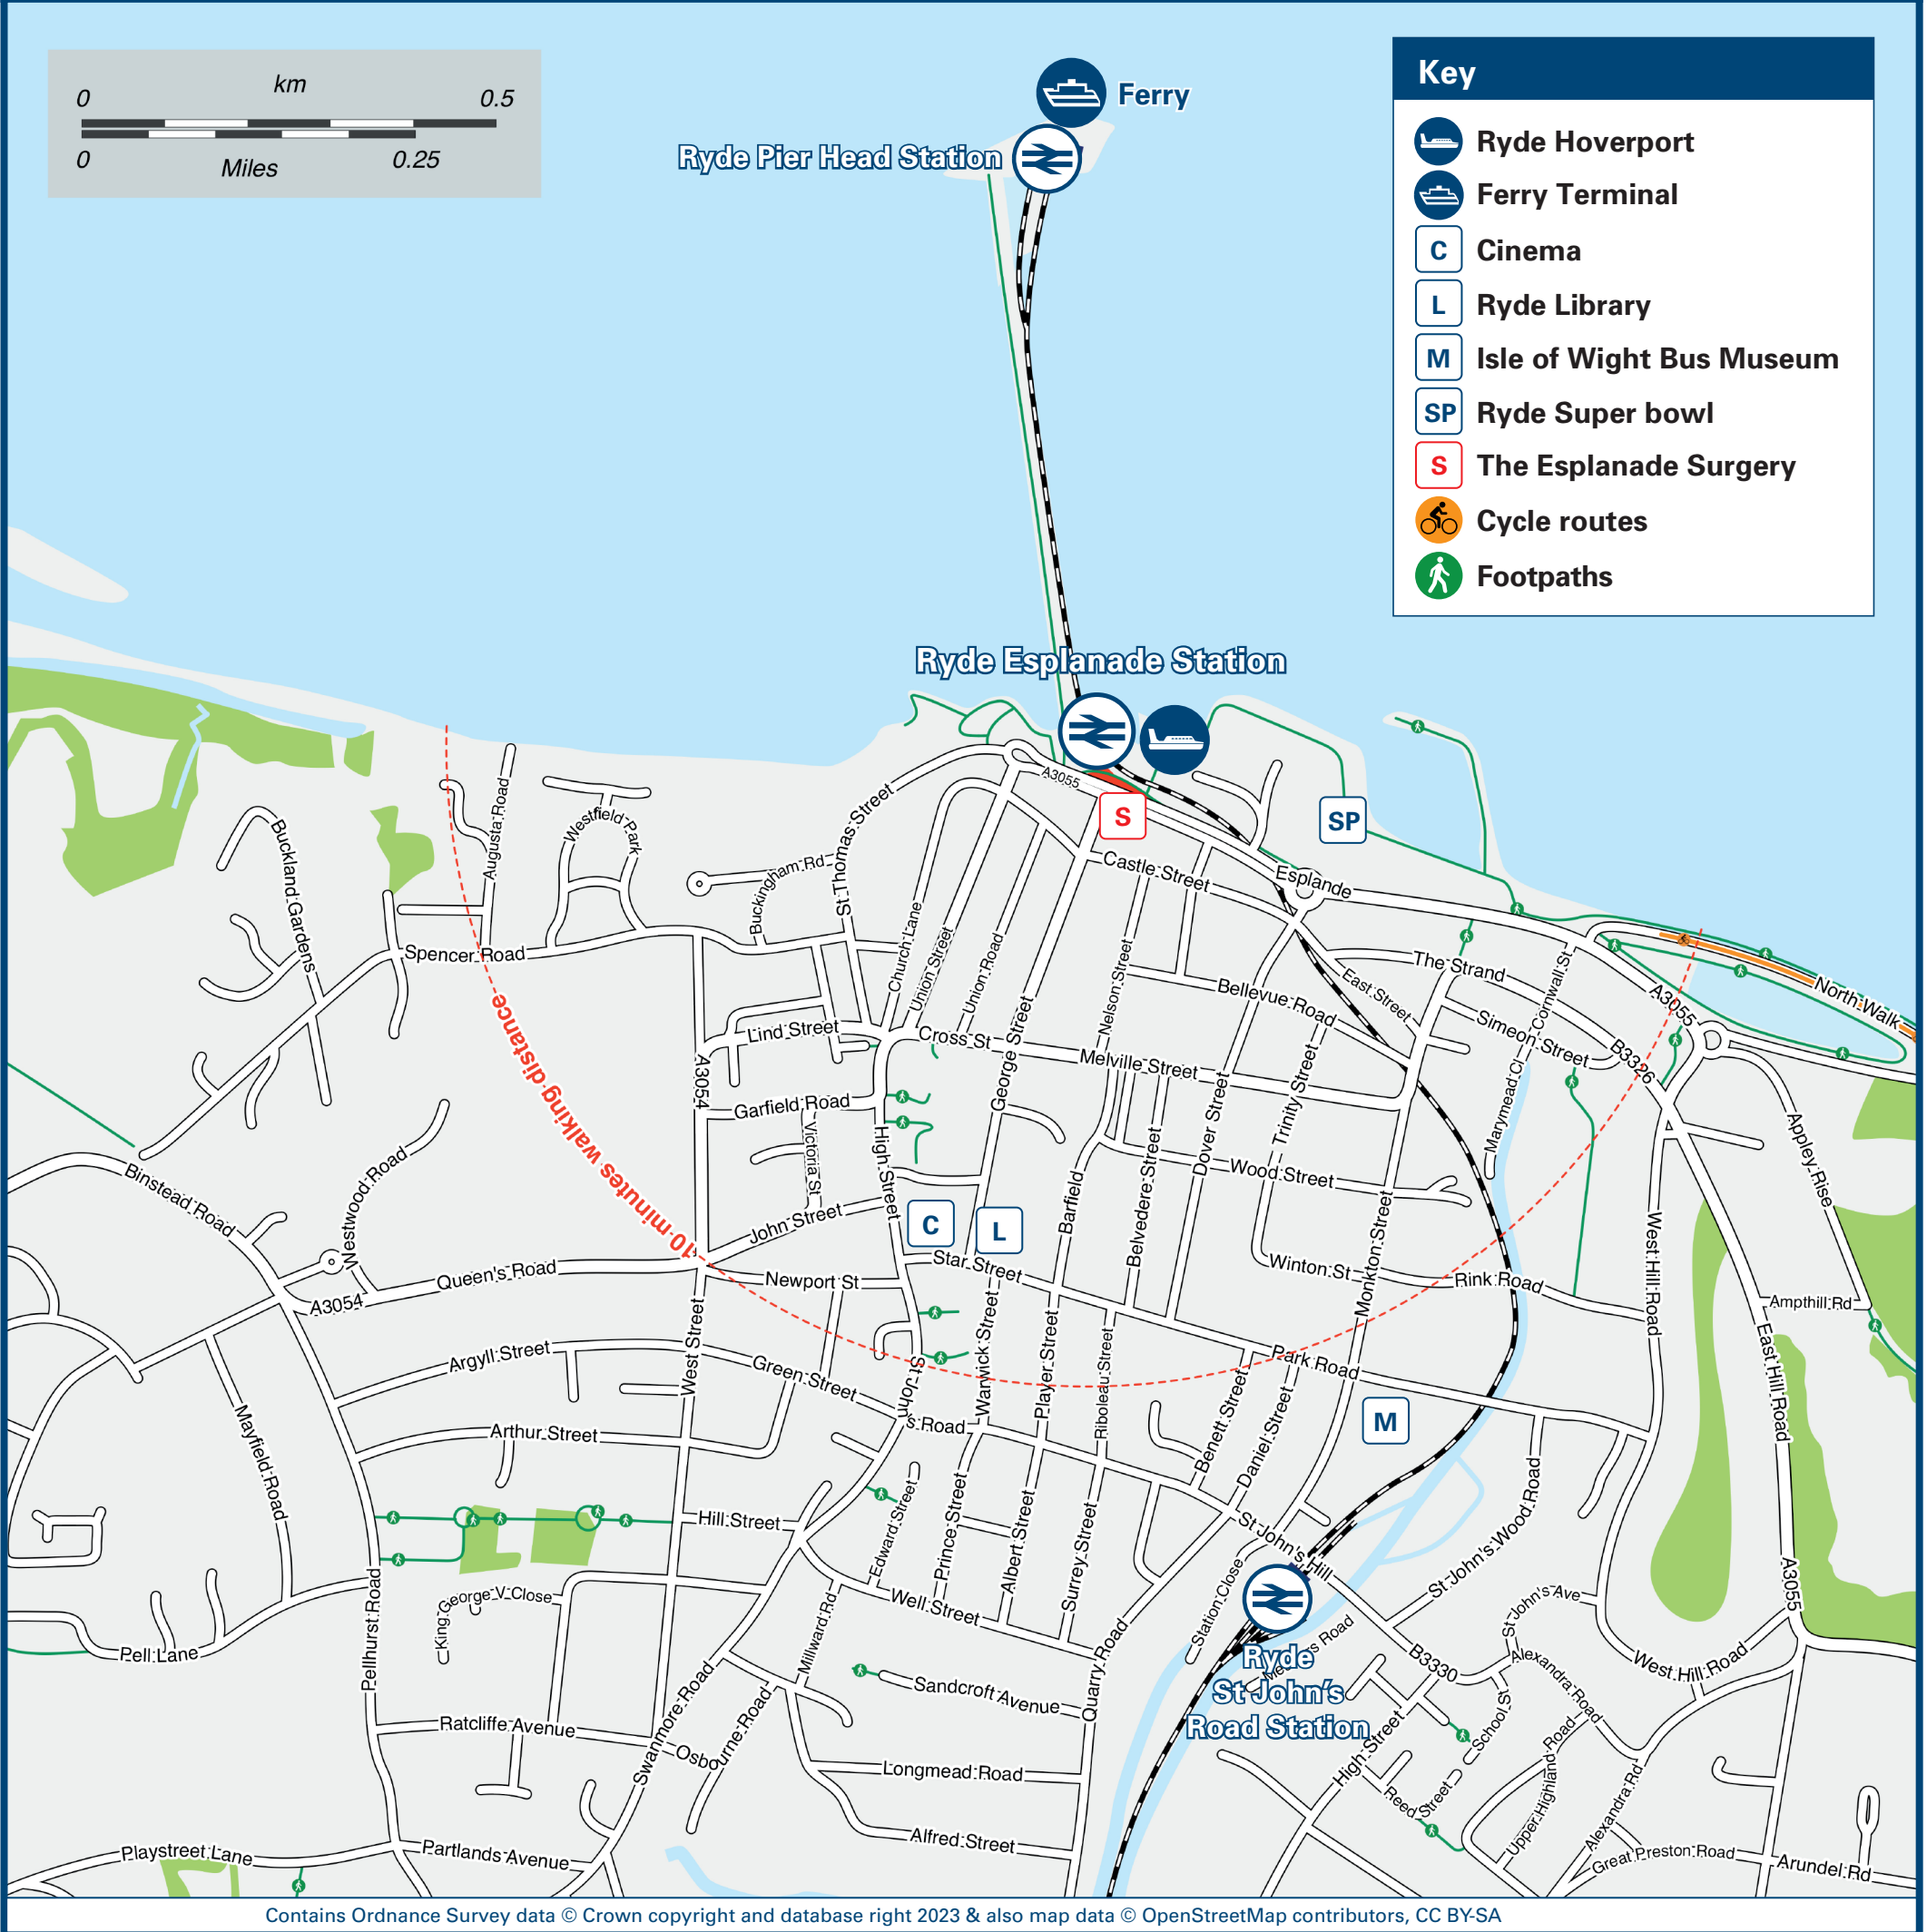 km
0
0.5
0
Miles
0.25
Ferry
Ryde Pier Head Station
Key
Ryde Hoverport
Ferry Terminal
C
Cinema
L
Ryde Library
M
Isle of Wight Bus Museum
SP
Ryde Super bowl
S
The Esplanade Surgery
Cycle routes
Footpaths
Ryde Esplanade Station
A3055
S
SP
Augusta Road
Westfield Park
Buckland Gardens
Buckingham Rd
St Thomas Street
Castle Street
Esplande
Church Lane
Union Street
Union Road
Nelson Street
Spencer Road
The Strand
East Street
Cornwall St
Bellevue Road
Simeon Street
A3055
North Walk
B3326
10 minutes walking distance
Lind Street
Cross St
George Street
Melville Street
Trinity Street
Dover Street
Marymead Cl
A3054
Garfield Road
Victoria St
High Street
Appley Rise
Binstead Road
Westwood Road
John Street
Barfield
Belvedere Street
Wood Street
C
L
Monkton Street
West Hill Road
Queen's Road
A3054
Newport St
Star Street
Winton St
Rink Road
Ampthill Rd
East Hill Road
West Street
Argyll Street
Green Street
Warwick Street
Player Street
Riboleau Street
Park Road
St John's Road
Bennett Street
Daniel Street
M
Mayfield Road
Arthur Street
Hill Street
Edward Street
Prince Street
Albert Street
Surrey Street
St John's Hill
St John's Wood Road
A3055
Pellhurst Road
King George V Close
Well Street
Millward Rd
Station Close
St John's Ave
Pell Lane
Quarry Road
Ryde
St John's
Road Station
B3330
Alexandra Road
West Hill Road
Sandcroft Avenue
School St
Ratcliffe Avenue
Swanmore Road
Osbourne Road
High Street
Longmead Road
Reed Street
Upper Highland Road
Alexandra Rd
Playstreet Lane
Partlands Avenue
Alfred Street
Great Preston Road
Arundel Rd
Contains Ordnance Survey data © Crown copyright and database right 2023 & also map data © OpenStreetMap contributors, CC BY-SA